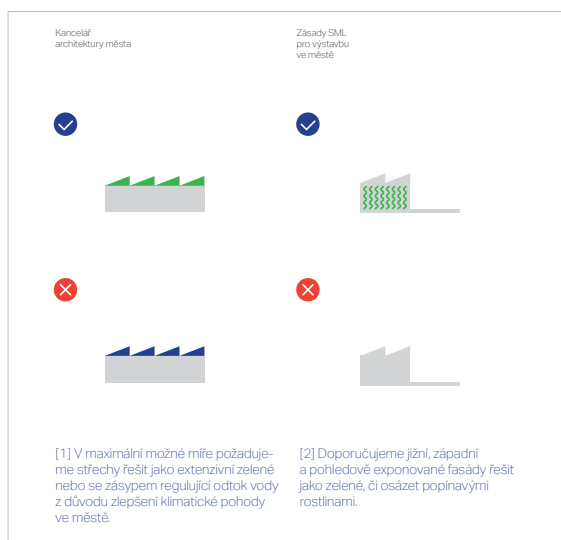 Kancelář
architektury města
Zásady SML
pro výstavbu
ve městě
[1] V maximální možné míře požaduje-
me střechy řešit jako extenzivní zelené
nebo se zásypem regulující odtok vody
z důvodu zlepšení klimatické pohody
ve městě.
[2] Doporučujeme jižní, západní
a pohledově exponované fasády řešit
jako zelené, či osázet popínavými
rostlinami.